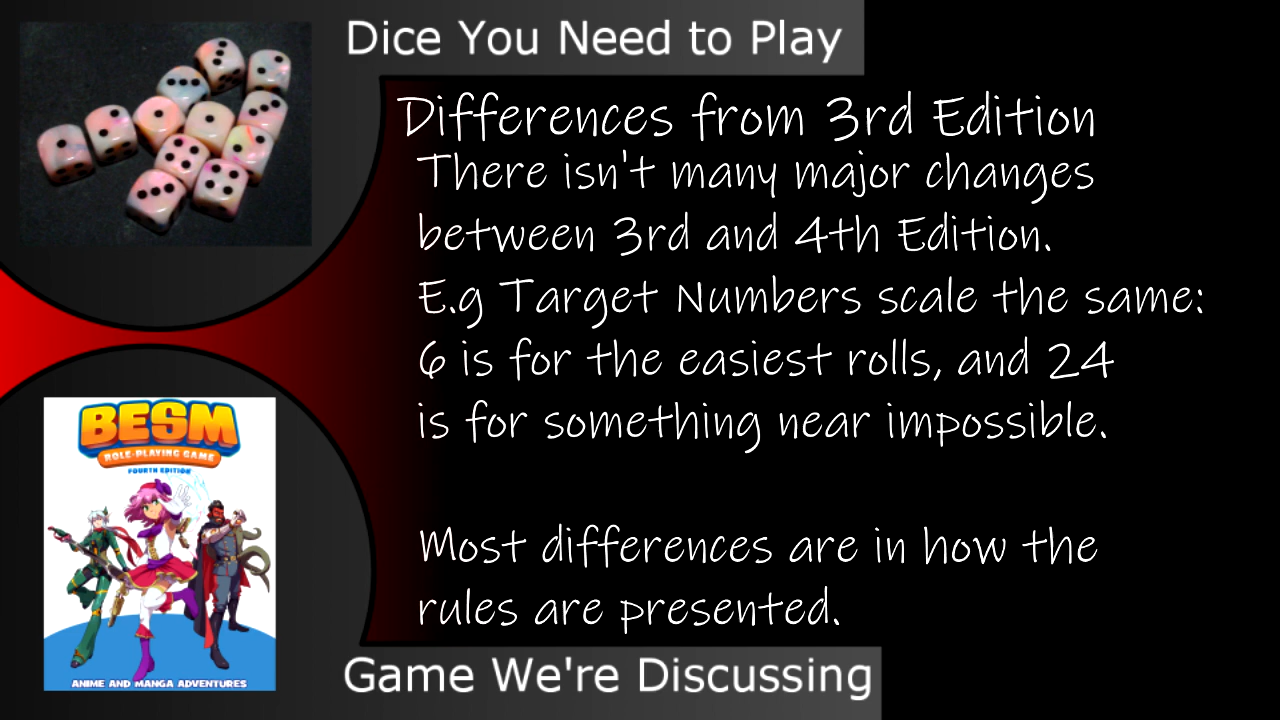 Dice You Need to Play
Differences from 3rd Edition
There isn't many major changes
between 3rd and 4th Edition.
E.g Target Numbers scale the same:
6 is for the easiest rolls, and 24
is for something near impossible.
Most differences are in how the
rules are presented.
BESM
ROLE-PLAYING GAME
FOURTH EDITION
ANIME AND MANGA ADVENTURES
Game We're Discussing